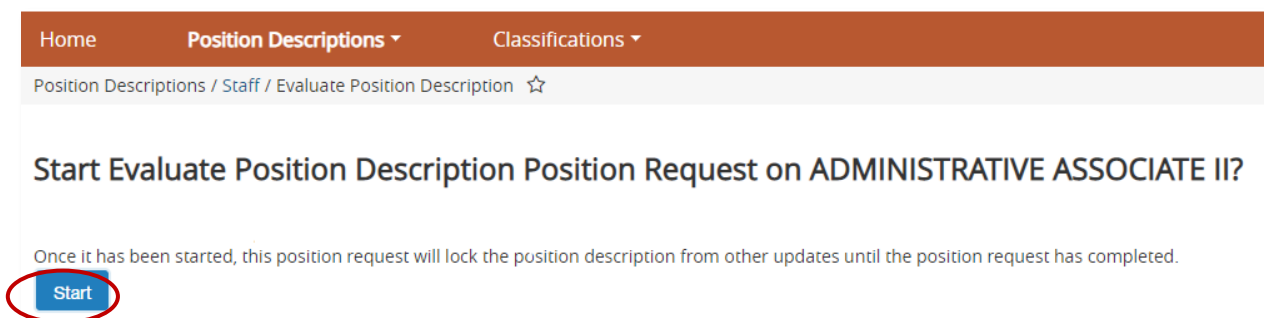 Home Position Descriptions Classifications
Position Descriptions / Staff / Evaluate Position Description
Start Evaluate Position Description Position Request on ADMINISTRATIVE ASSOCIATE II?
Once it has been started, this position request will lock the position description from other updates until the position request has completed.
Start